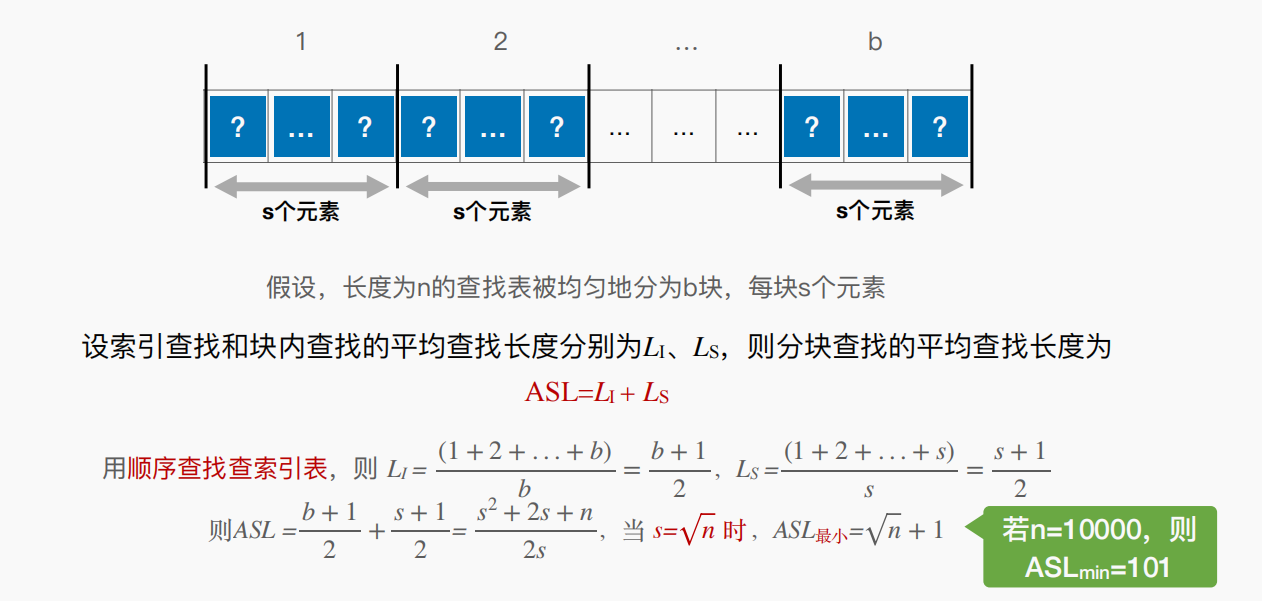 1 2 … b
? … ? ? … ? … … … ? … ?
s个元素 s个元素 s个元素
假设，长度为n的查找表被均匀地分为b块，每块s个元素
设索引查找和块内查找的平均查找长度分别为L_I、L_S，则分块查找的平均查找长度为
ASL=L_I + L_S
用顺序查找查索引表，则 L_I = (1 + 2 + . . . + b) / b = (b + 1) / 2，L_S = (1 + 2 + . . . + s) / s = (s + 1) / 2
则ASL = (b + 1) / 2 + (s + 1) / 2 = (s² + 2s + n) / 2s，当 s=√n 时，ASL最小=√n + 1
若n=10000，则
ASLmin=101